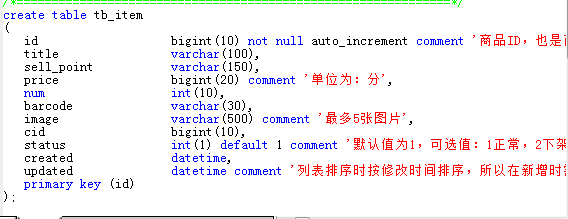 /*==============================================================*/
create table tb_item
(
id bigint(10) not null auto_increment comment '商品ID，也是
title varchar(100),
sell_point varchar(150),
price bigint(20) comment '单位为：分',
num int(10),
barcode varchar(30),
image varchar(500) comment '最多5张图片',
cid bigint(10),
status int(1) default 1 comment '默认值为1，可选值：1正常，2下架
created datetime,
updated datetime comment '列表排序时按修改时间排序，所以在新增时
primary key (id)
);